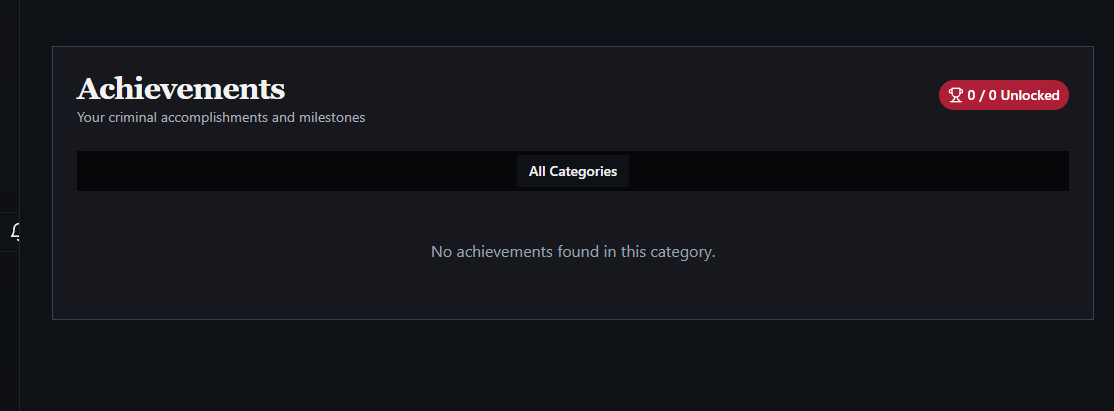 Achievements
Your criminal accomplishments and milestones
0 / 0 Unlocked
All Categories
No achievements found in this category.